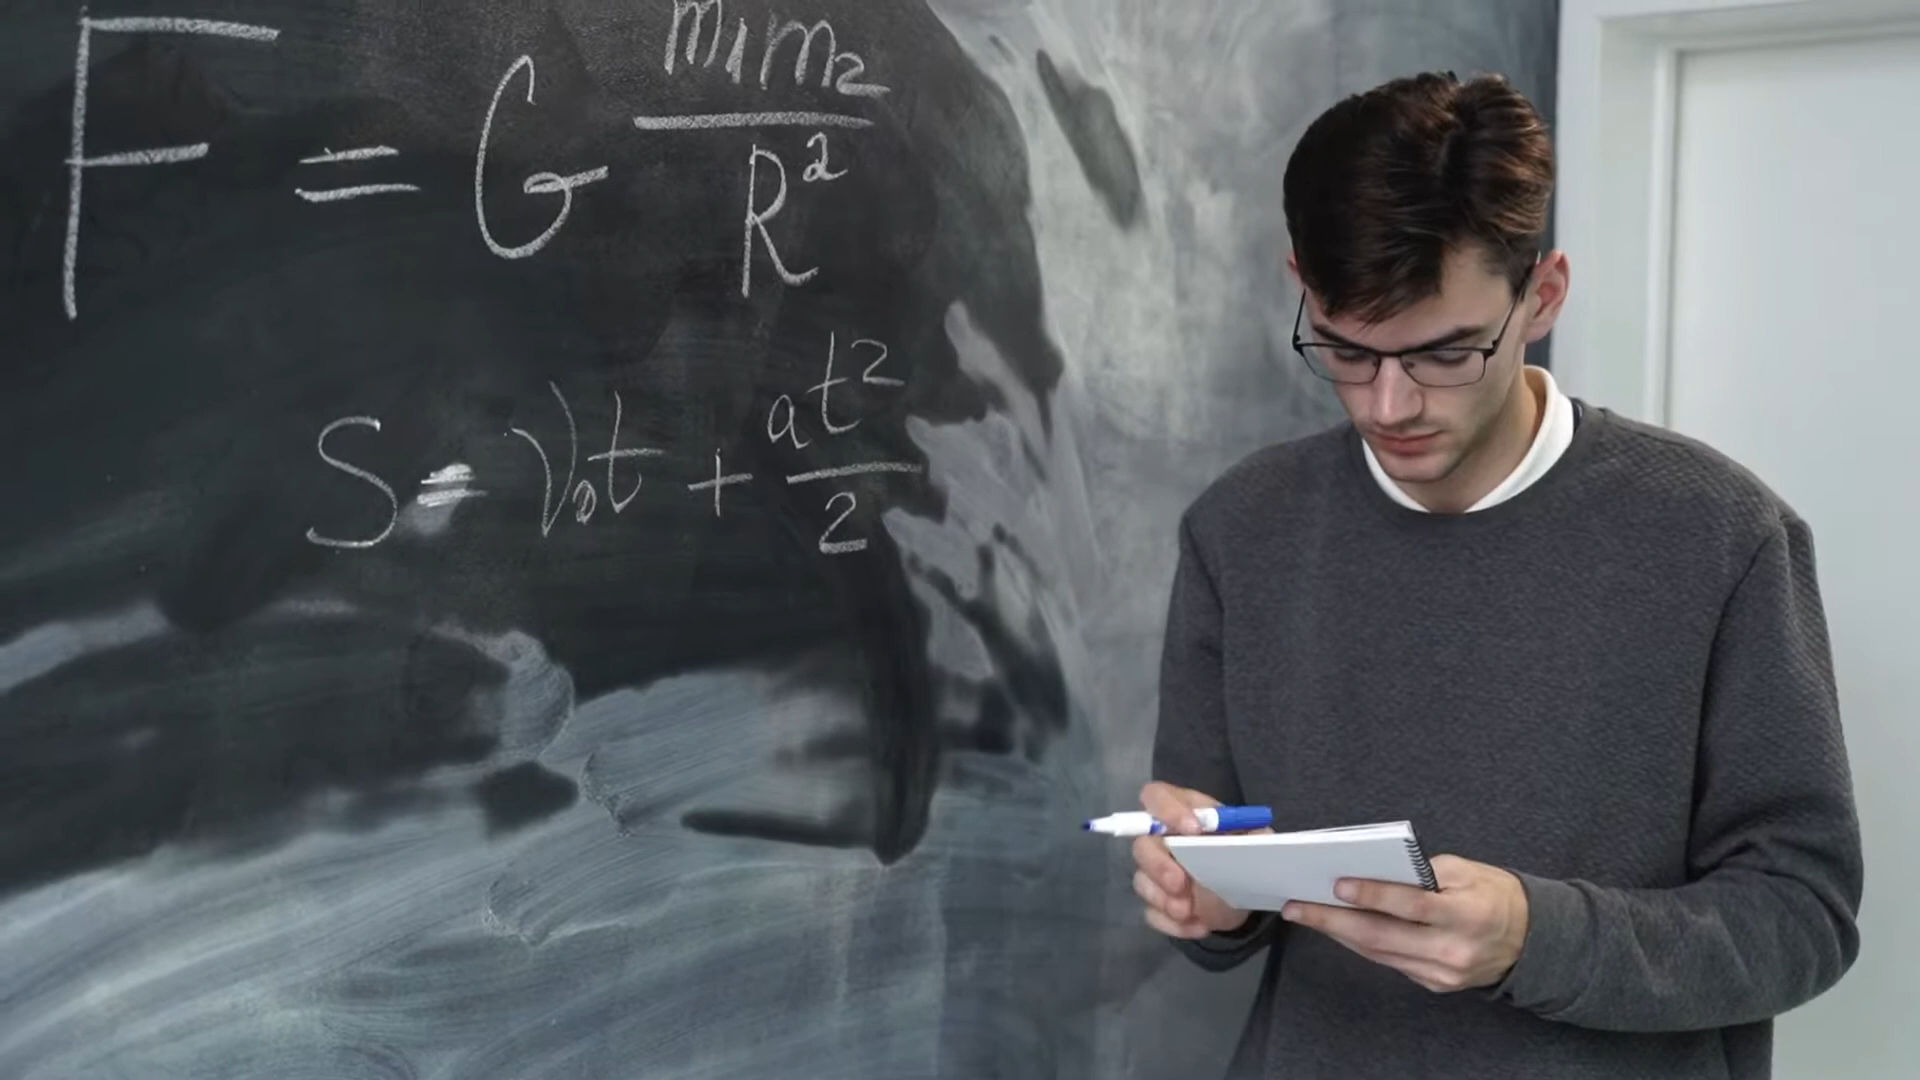 F = G m₁m₂/R²
S = V₀t + at²/2